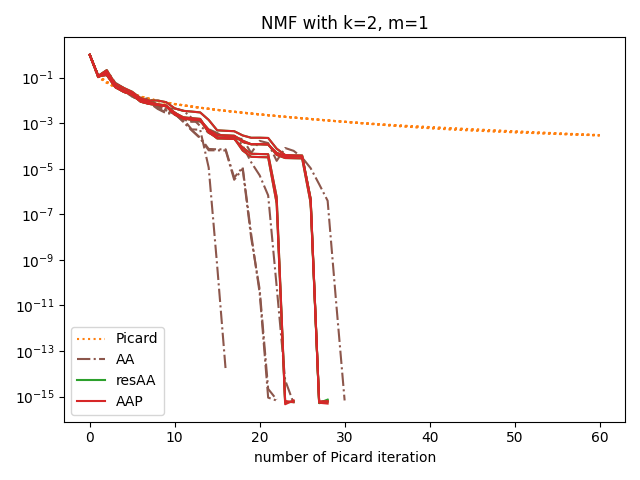 NMF with k=2, m=1
10⁻¹
10⁻³
10⁻⁵
10⁻⁷
10⁻⁹
10⁻¹¹
10⁻¹³
10⁻¹⁵
Picard
AA
resAA
AAP
0 10 20 30 40 50 60
number of Picard iteration